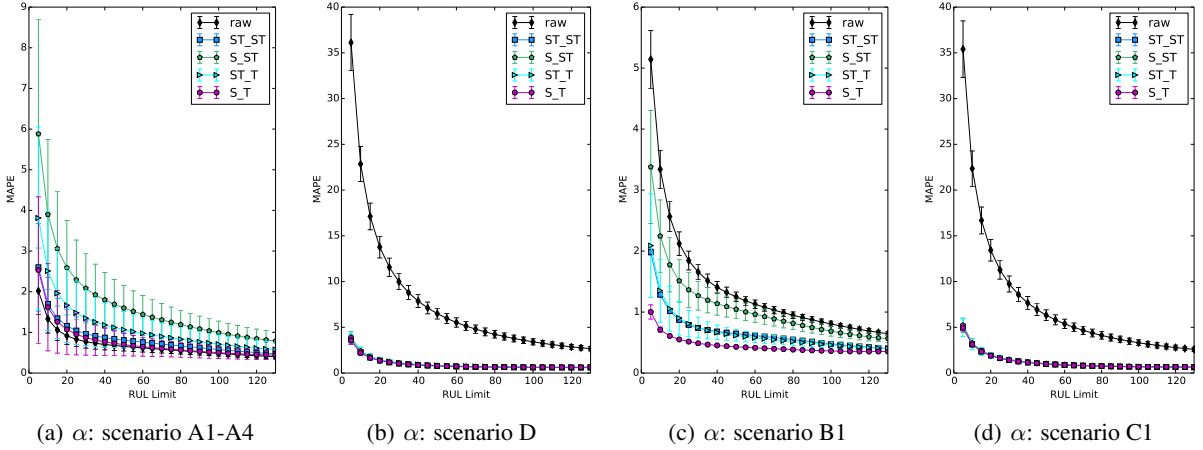 9
8
7
6
5
4
3
2
1
0
0 20 40 60 80 100 120
MAPE
RUL Limit
raw
ST_ST
S_ST
ST_T
S_T
(a) α: scenario A1-A4
40
35
30
25
20
15
10
5
0
0 20 40 60 80 100 120
MAPE
RUL Limit
raw
ST_ST
S_ST
ST_T
S_T
(b) α: scenario D
6
5
4
3
2
1
0
0 20 40 60 80 100 120
MAPE
RUL Limit
raw
ST_ST
S_ST
ST_T
S_T
(c) α: scenario B1
40
35
30
25
20
15
10
5
0
0 20 40 60 80 100 120
MAPE
RUL Limit
raw
ST_ST
S_ST
ST_T
S_T
(d) α: scenario C1